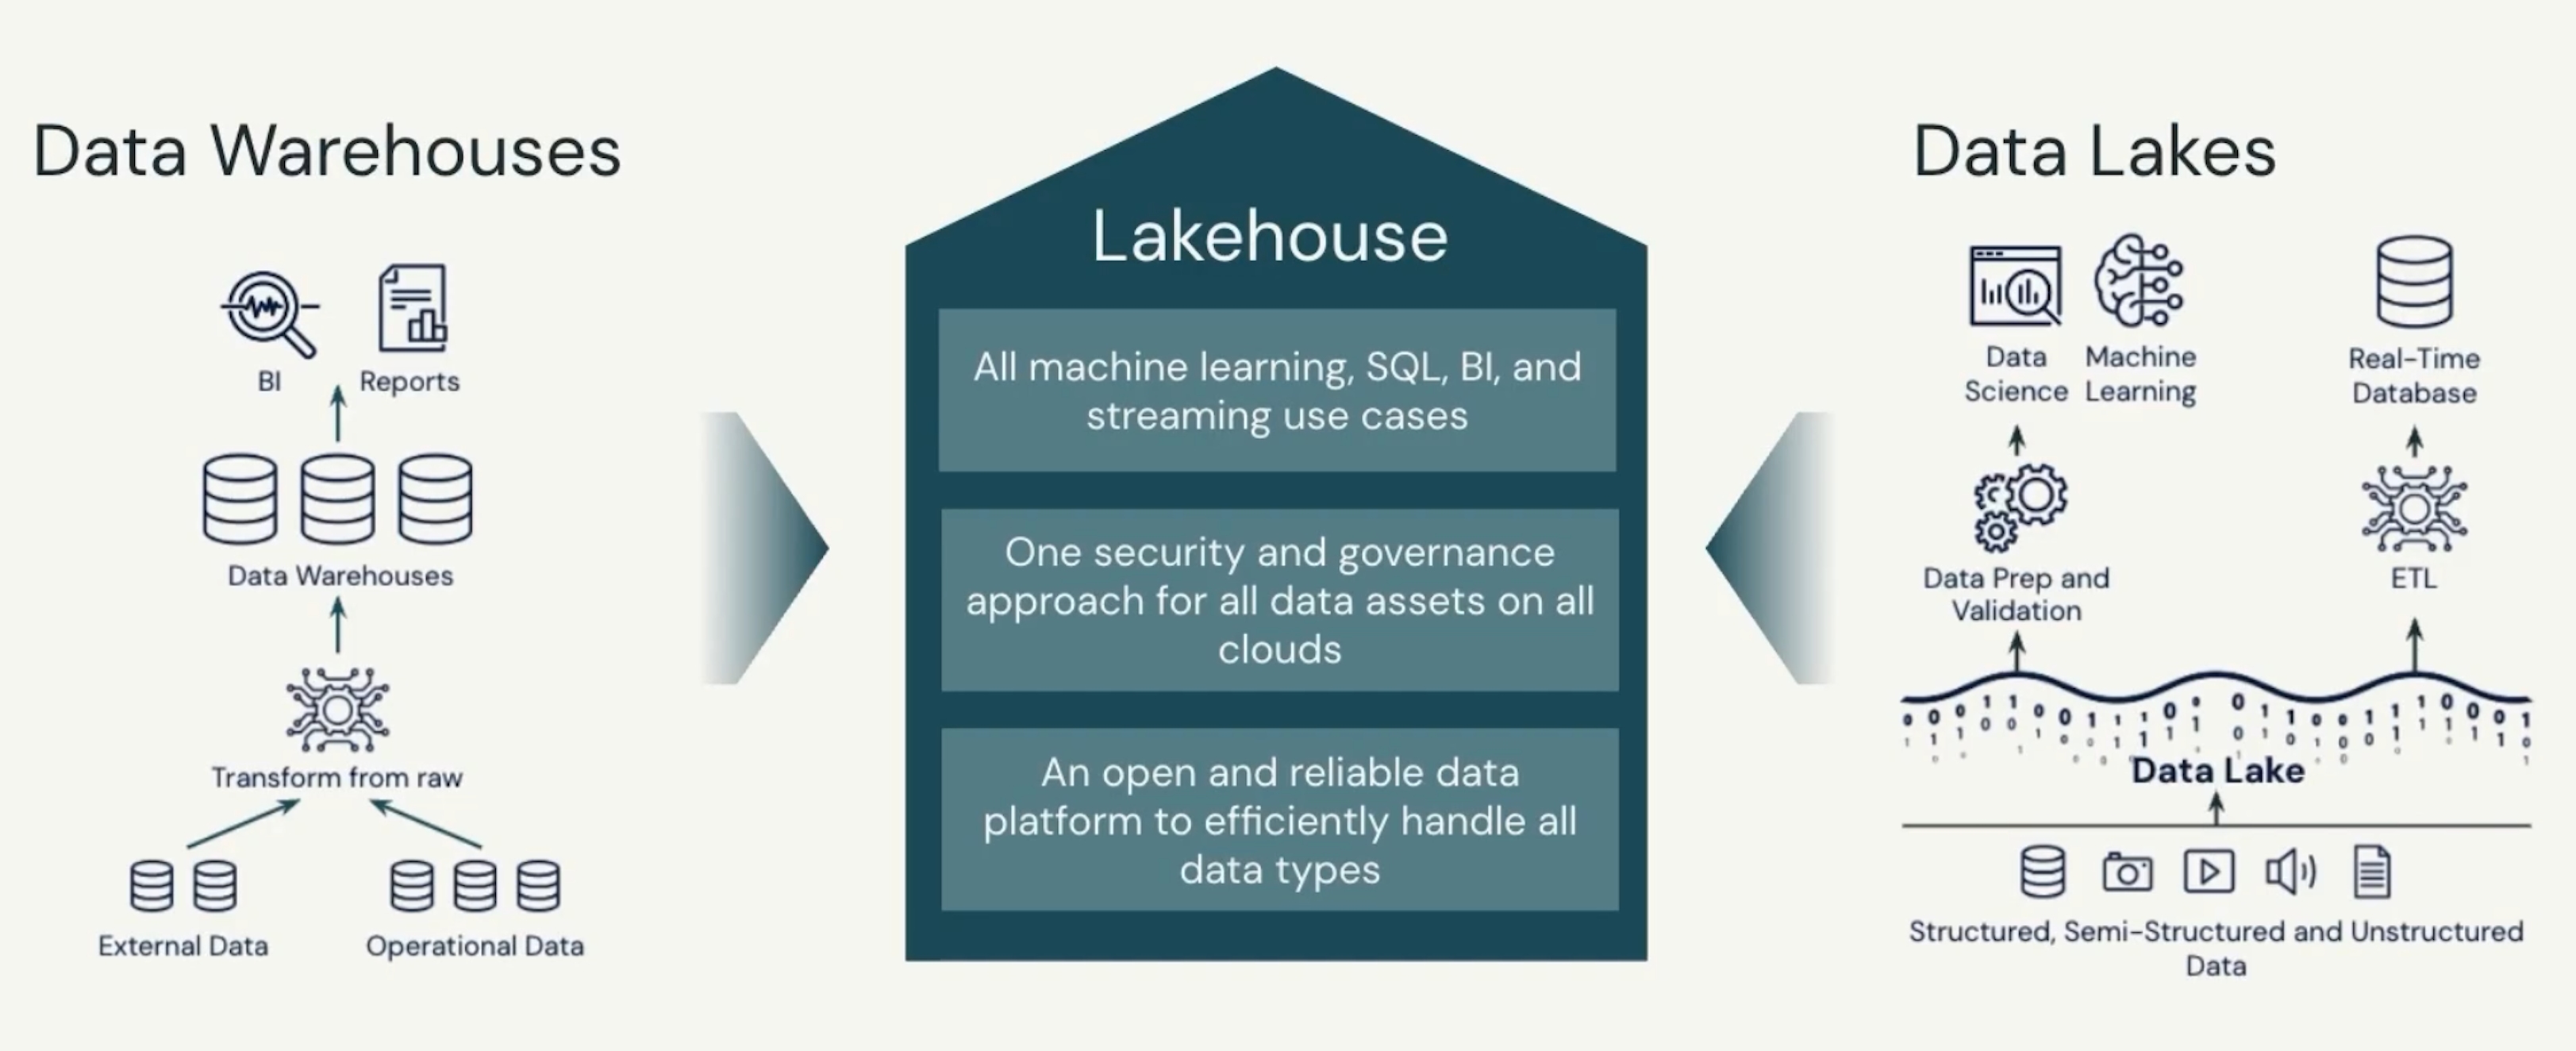 Data Warehouses
BI
Reports
Data Warehouses
Transform from raw
External Data
Operational Data
Lakehouse
All machine learning, SQL, BI, and
streaming use cases
One security and governance
approach for all data assets on all
clouds
An open and reliable data
platform to efficiently handle all
data types
Data Lakes
Data
Science
Machine
Learning
Real-Time
Database
Data Prep and
Validation
ETL
Data Lake
Structured, Semi-Structured and Unstructured
Data